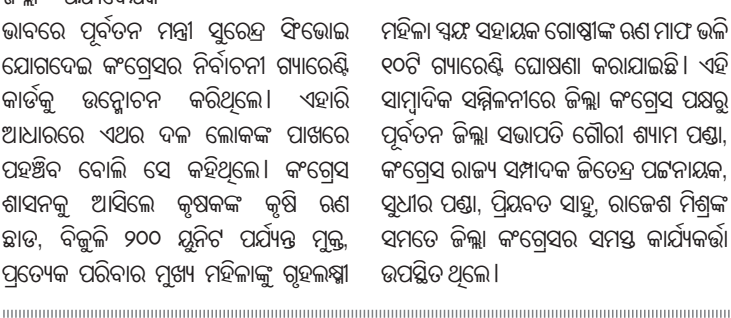 ଭାବରେ ପୂର୍ବତନ ମନ୍ତ୍ରୀ ସୁରେନ୍ଦ୍ର ସିଂଭୋଇ
ଯୋଗଦେଇ କଂଗ୍ରେସର ନିର୍ବାଚନୀ ଗ୍ୟାରେଣ୍ଟି
କାର୍ଡକୁ ଉନ୍ମୋଚନ କରିଥିଲେ। ଏହାରି
ଆଧାରରେ ଏଥର ଦଳ ଲୋକଙ୍କ ପାଖରେ
ପହଞ୍ଚିବ ବୋଲି ସେ କହିଥିଲେ। କଂଗ୍ରେସ
ଶାସନକୁ ଆସିଲେ କୃଷକଙ୍କ କୃଷି ଋଣ
ଛାଡ, ବିଜୁଳି ୨୦୦ ୟୁନିଟ ପର୍ଯ୍ୟନ୍ତ ମୁକ୍ତ,
ପ୍ରତ୍ୟେକ ପରିବାର ମୁଖ୍ୟ ମହିଳାଙ୍କୁ ଗୃହଲକ୍ଷ୍ମୀ
ମହିଳା ସ୍ୱୟଂ ସହାୟକ ଗୋଷ୍ଠୀଙ୍କ ଋଣ ମାଫ ଭଳି
୧୦ଟି ଗ୍ୟାରେଣ୍ଟି ଘୋଷଣା କରାଯାଇଛି। ଏହି
ସାମ୍ବାଦିକ ସମ୍ମିଳନୀରେ ଜିଲ୍ଲା କଂଗ୍ରେସ ପକ୍ଷରୁ
ପୂର୍ବତନ ଜିଲ୍ଲା ସଭାପତି ଗୌରୀ ଶ୍ୟାମ ପଣ୍ଡା,
କଂଗ୍ରେସ ରାଜ୍ୟ ସମ୍ପାଦକ ଜିତେନ୍ଦ୍ର ପଟ୍ଟନାୟକ,
ସୁଧୀର ପଣ୍ଡା, ପ୍ରିୟବତ ସାହୁ, ରାଜେଶ ମିଶ୍ରଙ୍କ
ସମତେ ଜିଲ୍ଲା କଂଗ୍ରେସର ସମସ୍ତ କାର୍ଯ୍ୟକର୍ତ୍ତା
ଉପସ୍ଥିତ ଥିଲେ।